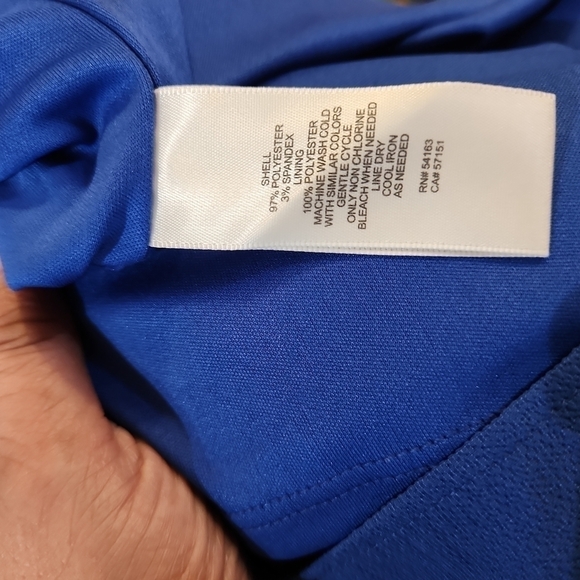 SHELL
97% POLYESTER
3% SPANDEX
LINING
100% POLYESTER
MACHINE WASH COLD
WITH SIMILAR COLORS
GENTLE CYCLE
ONLY NON CHLORINE
BLEACH WHEN NEEDED
LINE DRY
COOL IRON
AS NEEDED
RN# 54163
CA# 57151